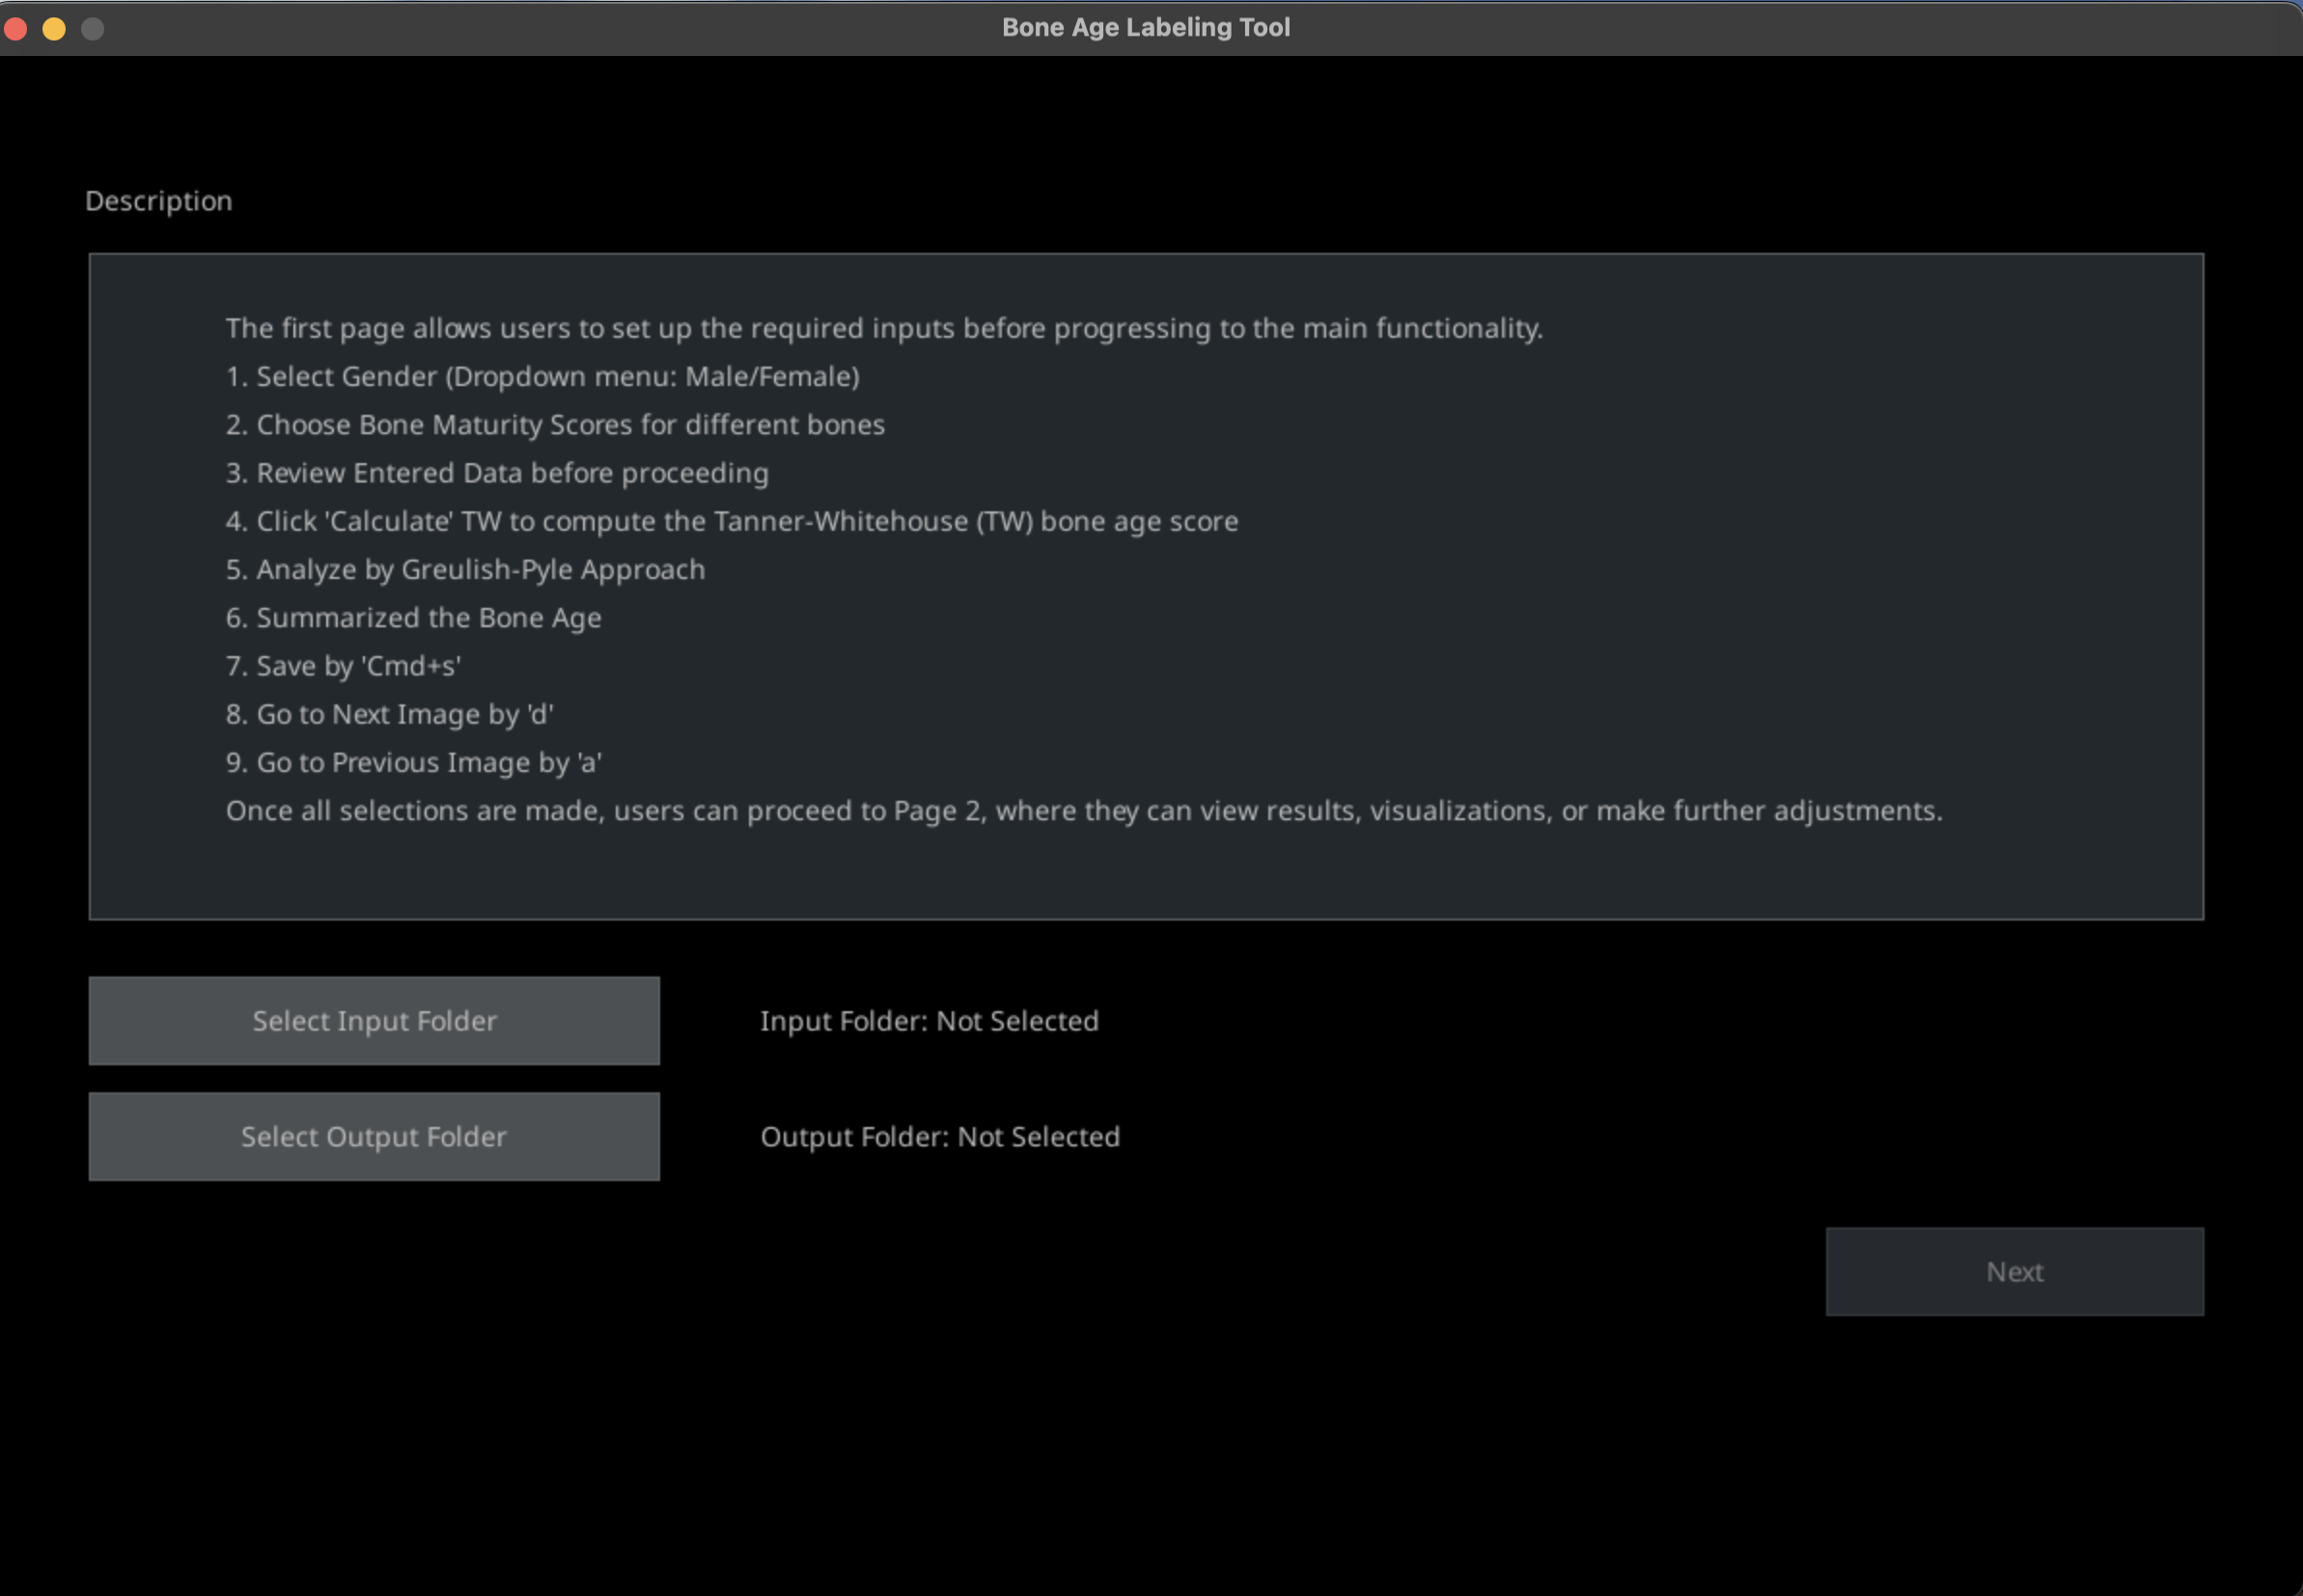 Bone Age Labeling Tool
Description
The first page allows users to set up the required inputs before progressing to the main functionality.
1. Select Gender (Dropdown menu: Male/Female)
2. Choose Bone Maturity Scores for different bones
3. Review Entered Data before proceeding
4. Click 'Calculate' TW to compute the Tanner-Whitehouse (TW) bone age score
5. Analyze by Greulish-Pyle Approach
6. Summarized the Bone Age
7. Save by 'Cmd+s'
8. Go to Next Image by 'd'
9. Go to Previous Image by 'a'
Once all selections are made, users can proceed to Page 2, where they can view results, visualizations, or make further adjustments.
Select Input Folder
Input Folder: Not Selected
Select Output Folder
Output Folder: Not Selected
Next